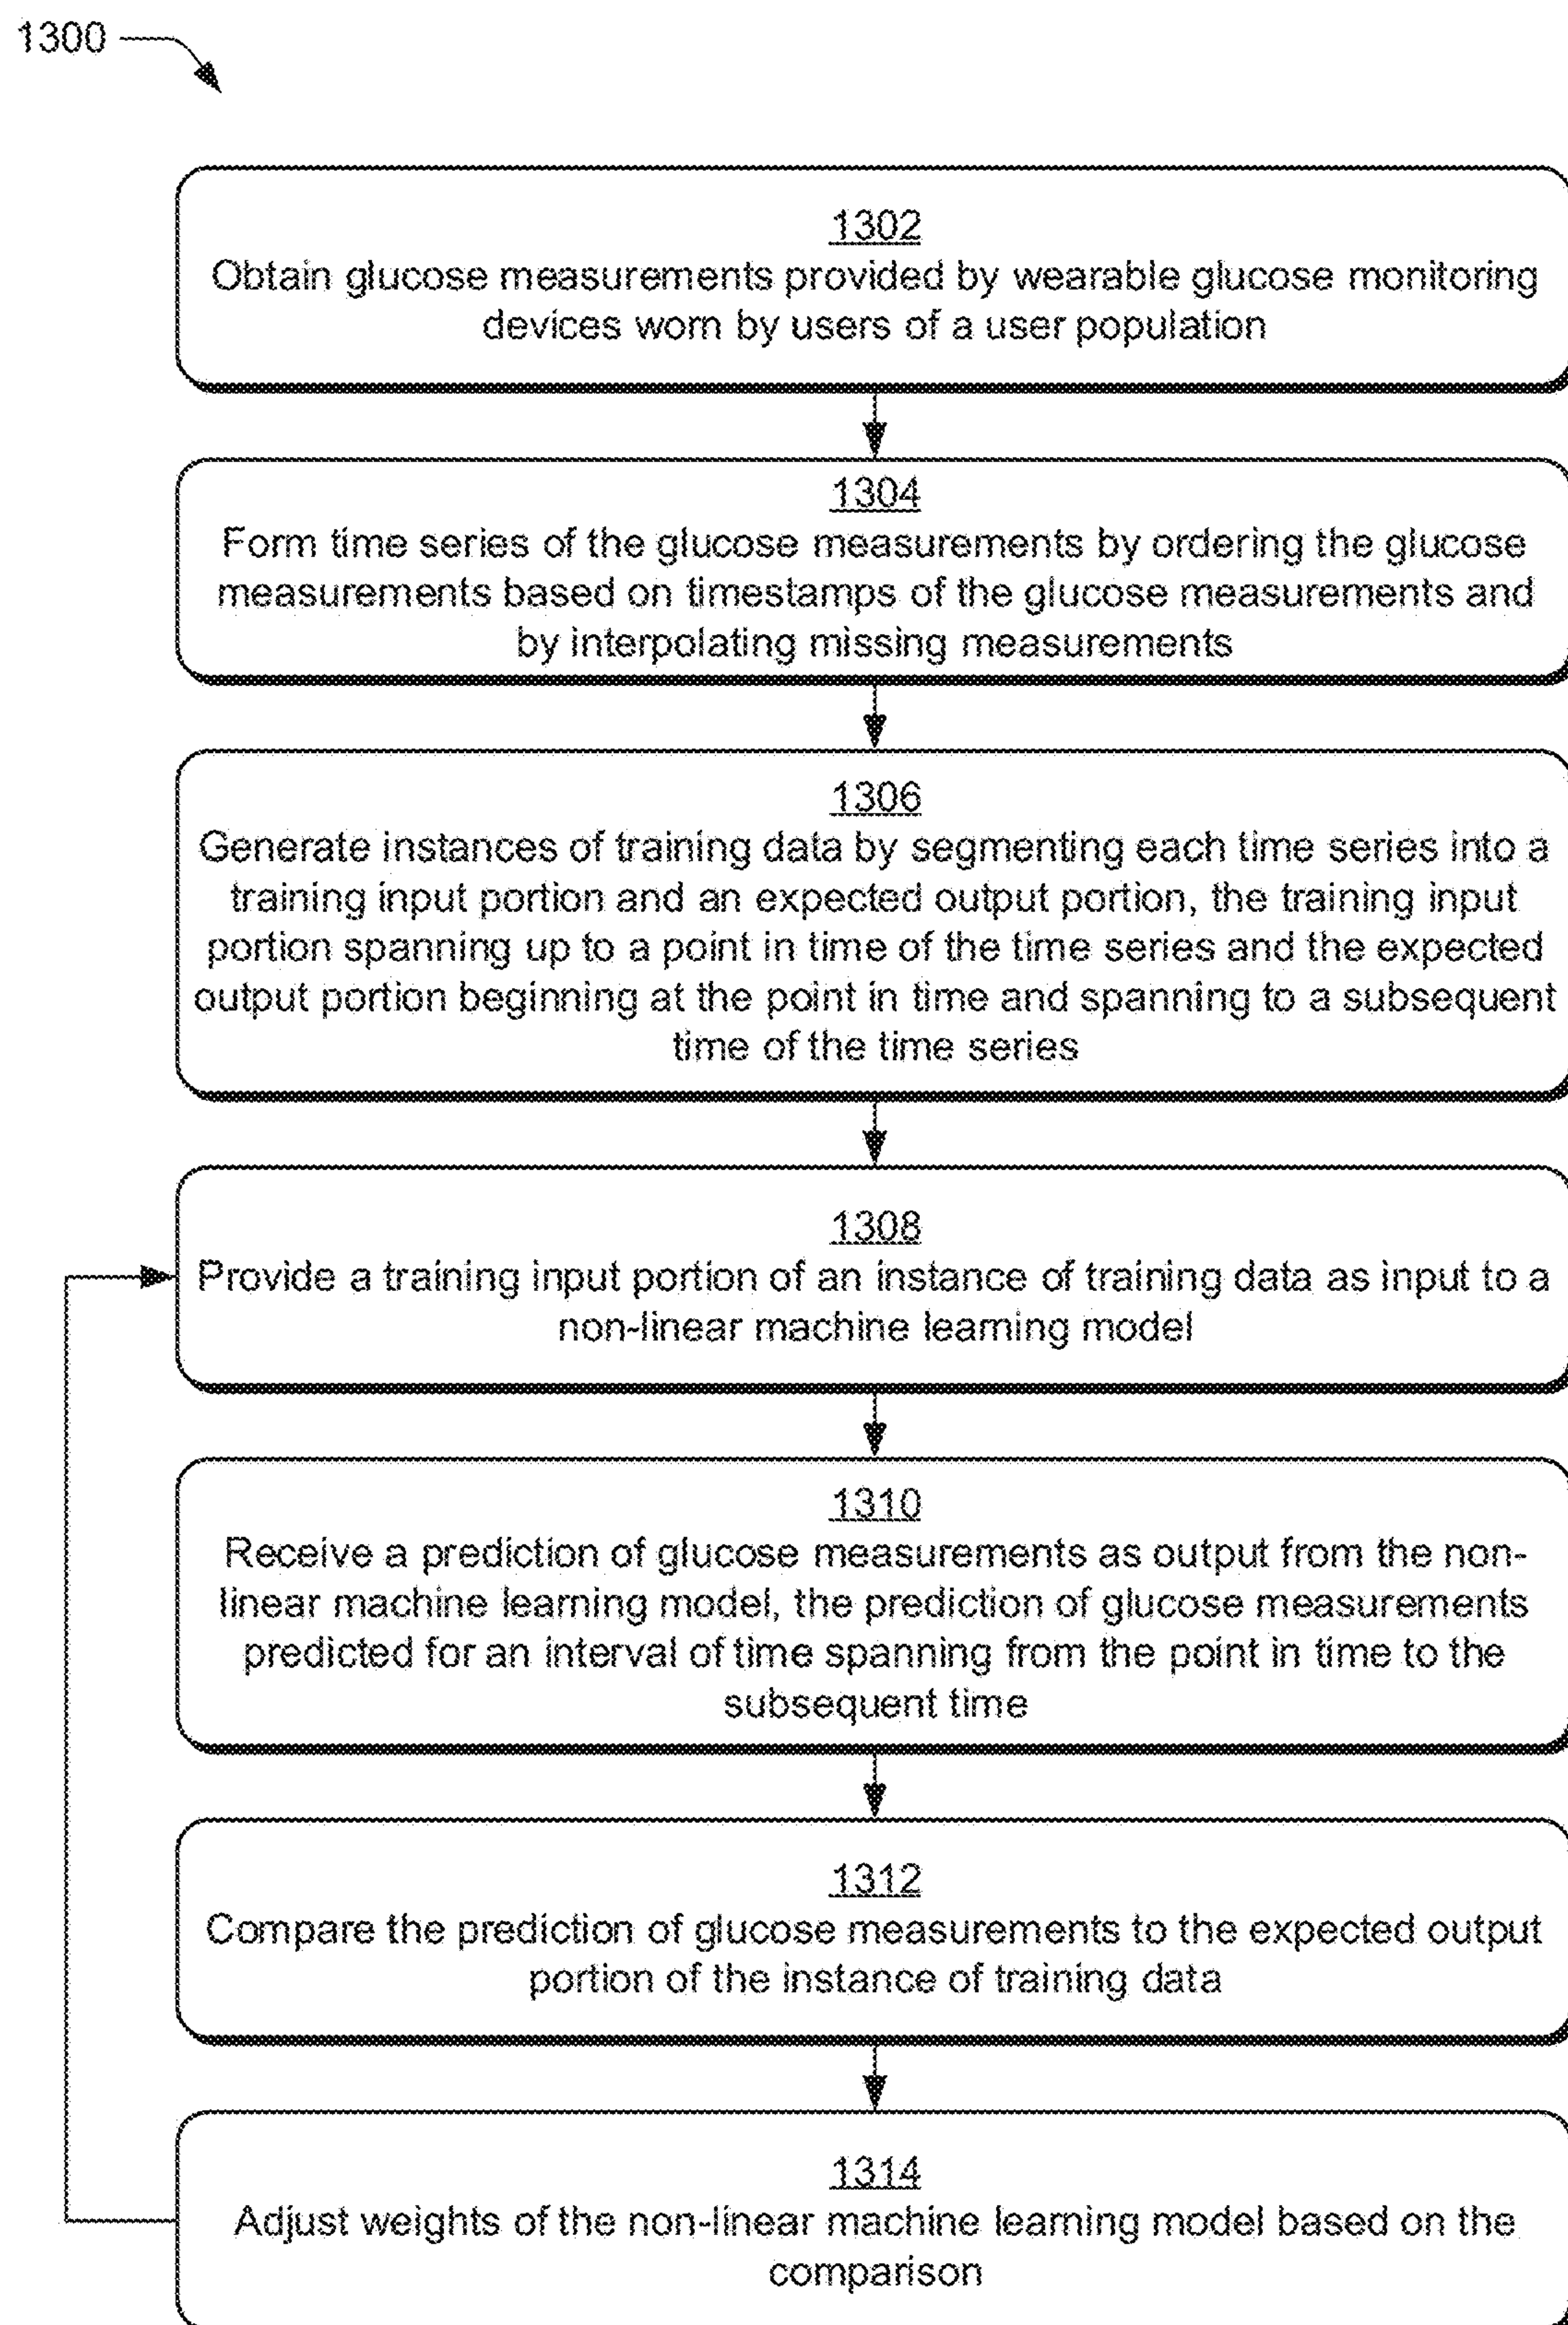 1300
1302
Obtain glucose measurements provided by wearable glucose monitoring
devices worn by users of a user population
1304
Form time series of the glucose measurements by ordering the glucose
measurements based on timestamps of the glucose measurements and
by interpolating missing measurements
1306
Generate instances of training data by segmenting each time series into a
training input portion and an expected output portion, the training input
portion spanning up to a point in time of the time series and the expected
output portion beginning at the point in time and spanning to a subsequent
time of the time series
1308
Provide a training input portion of an instance of training data as input to a
non-linear machine learning model
1310
Receive a prediction of glucose measurements as output from the non-
linear machine learning model, the prediction of glucose measurements
predicted for an interval of time spanning from the point in time to the
subsequent time
1312
Compare the prediction of glucose measurements to the expected output
portion of the instance of training data
1314
Adjust weights of the non-linear machine learning model based on the
comparison